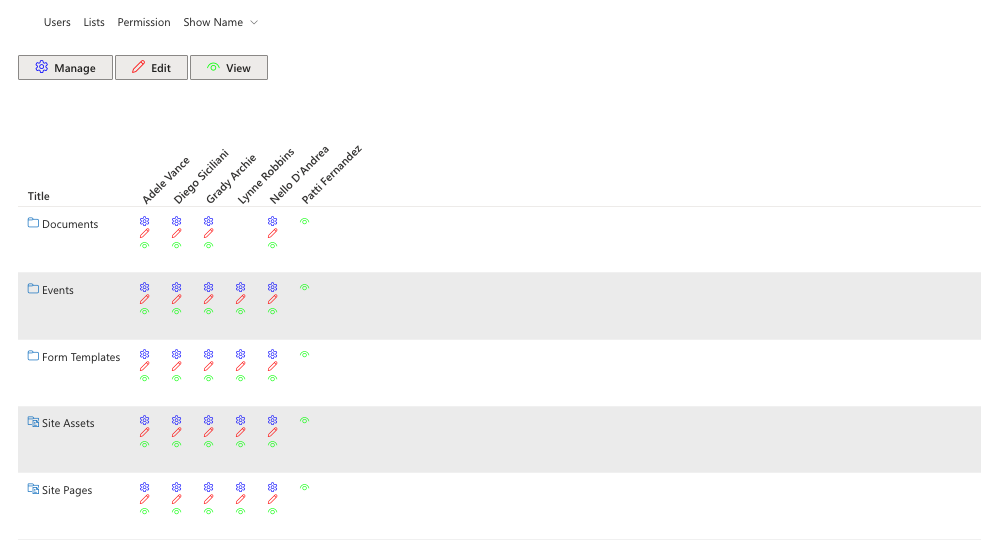 Users Lists Permission Show Name
Manage Edit View
Title Adele Vance Diego Siciliani Grady Archie Lynne Robbins Nello D'Andrea Patti Fernandez
Documents
Events
Form Templates
Site Assets
Site Pages